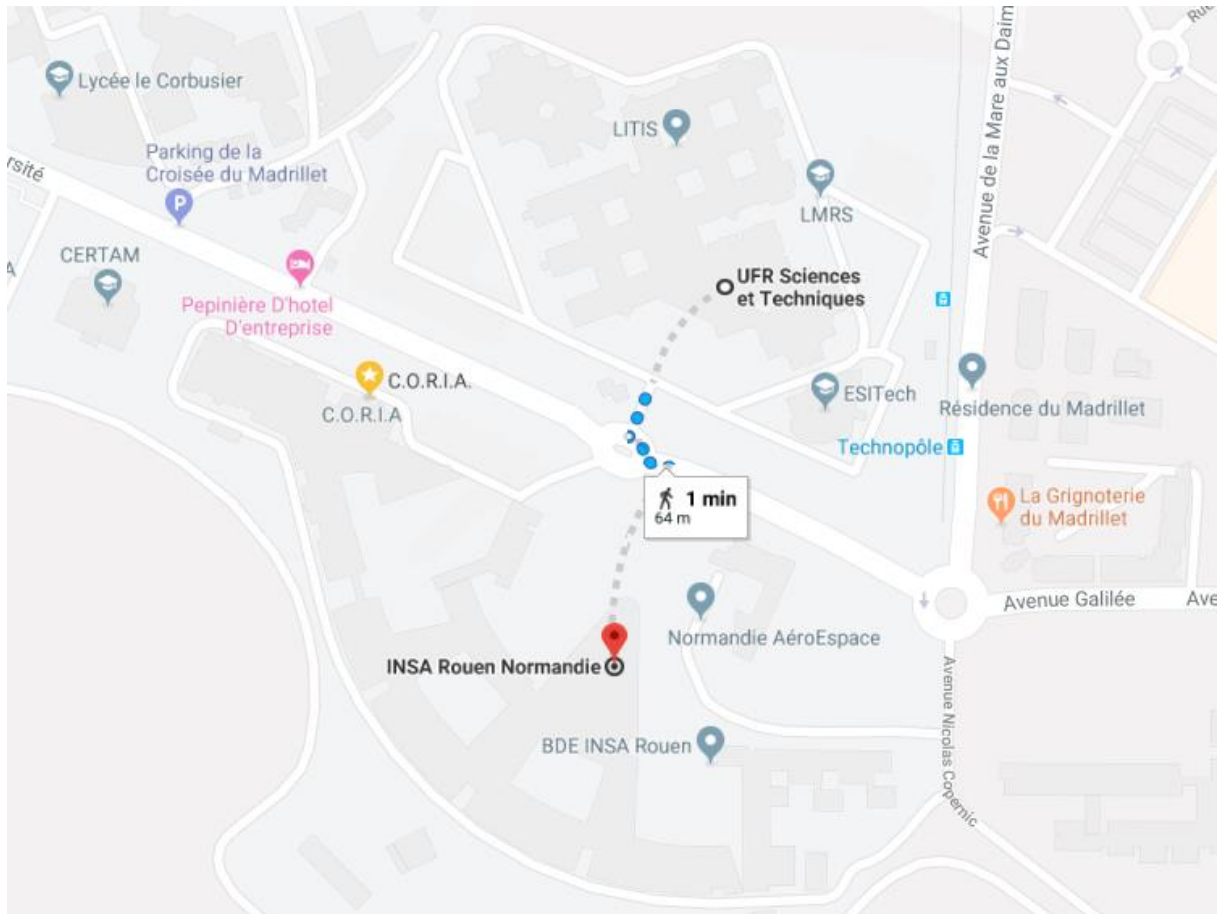 Rue
Avenue de la Mare aux Daim
Lycée le Corbusier
LITIS
Parking de la
Croisée du Madrillet
P
rsité
LMRS
CERTAM
A
UFR Sciences
et Techniques
Pepinière D'hotel
D'entreprise
C.O.R.I.A.
C.O.R.I.A
ESITech
Résidence du Madrillet
Technopôle
1 min
64 m
La Grignoterie
du Madrillet
Avenue Galilée
Ave
Normandie AéroEspace
INSA Rouen Normandie
Avenue Nicolas Copernic
BDE INSA Rouen